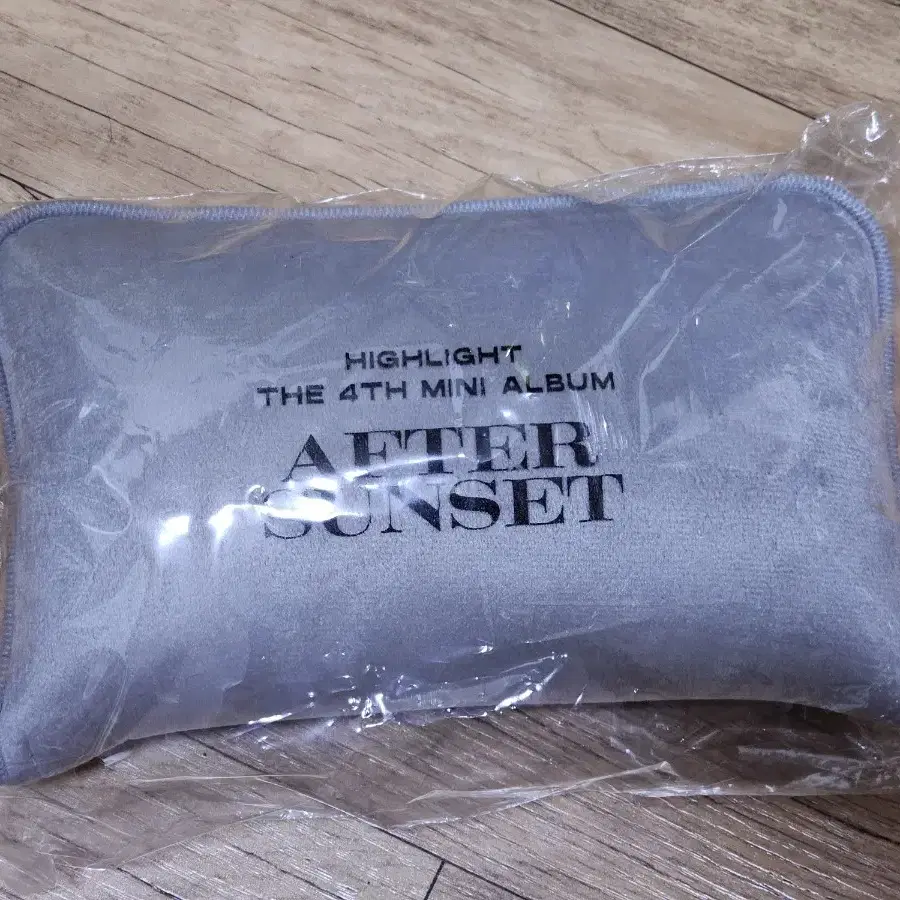 HIGHLIGHT
THE 4TH MINI ALBUM
AFTER
SUNSET